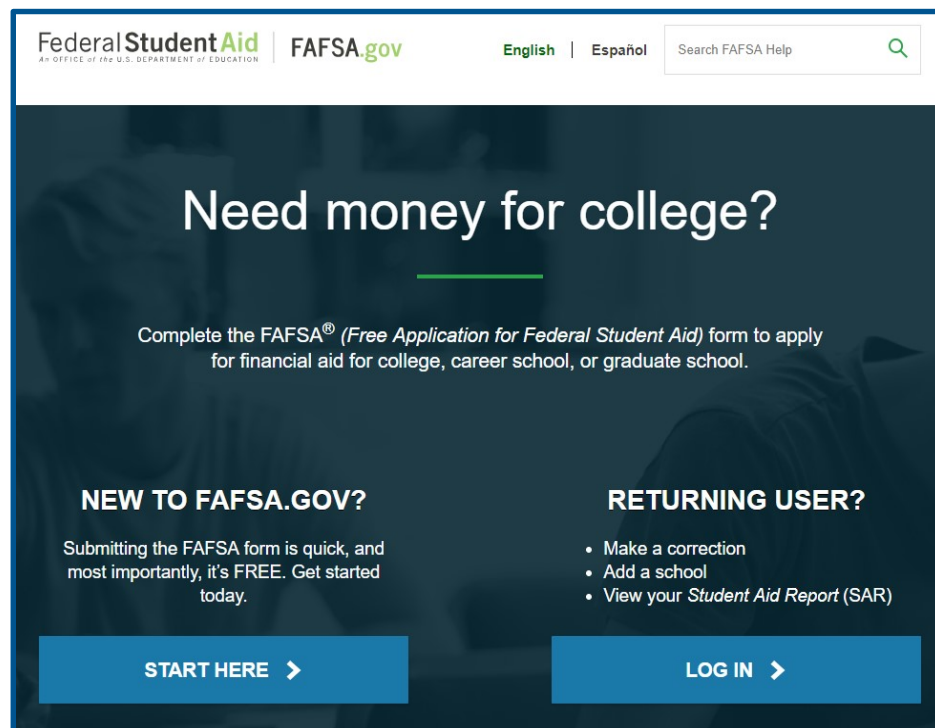 Federal Student Aid
An OFFICE of the U.S. DEPARTMENT of EDUCATION
FAFSA.gov
English | Español
Search FAFSA Help
Need money for college?
Complete the FAFSA® (Free Application for Federal Student Aid) form to apply
for financial aid for college, career school, or graduate school.
NEW TO FAFSA.GOV?
Submitting the FAFSA form is quick, and
most importantly, it's FREE. Get started
today.
START HERE
RETURNING USER?
• Make a correction
• Add a school
• View your Student Aid Report (SAR)
LOG IN